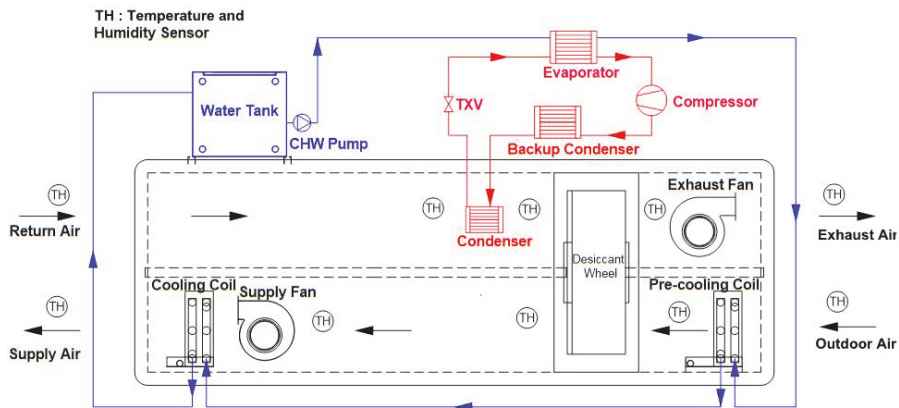 TH : Temperature and
Humidity Sensor
Water Tank
CHW Pump
Evaporator
TXV
Compressor
Backup Condenser
TH
Return Air
TH
Condenser
TH
TH
Exhaust Fan
TH
Exhaust Air
Desiccant
Wheel
Cooling Coil
Supply Fan
Pre-cooling Coil
TH
Supply Air
TH
TH
TH
TH
Outdoor Air